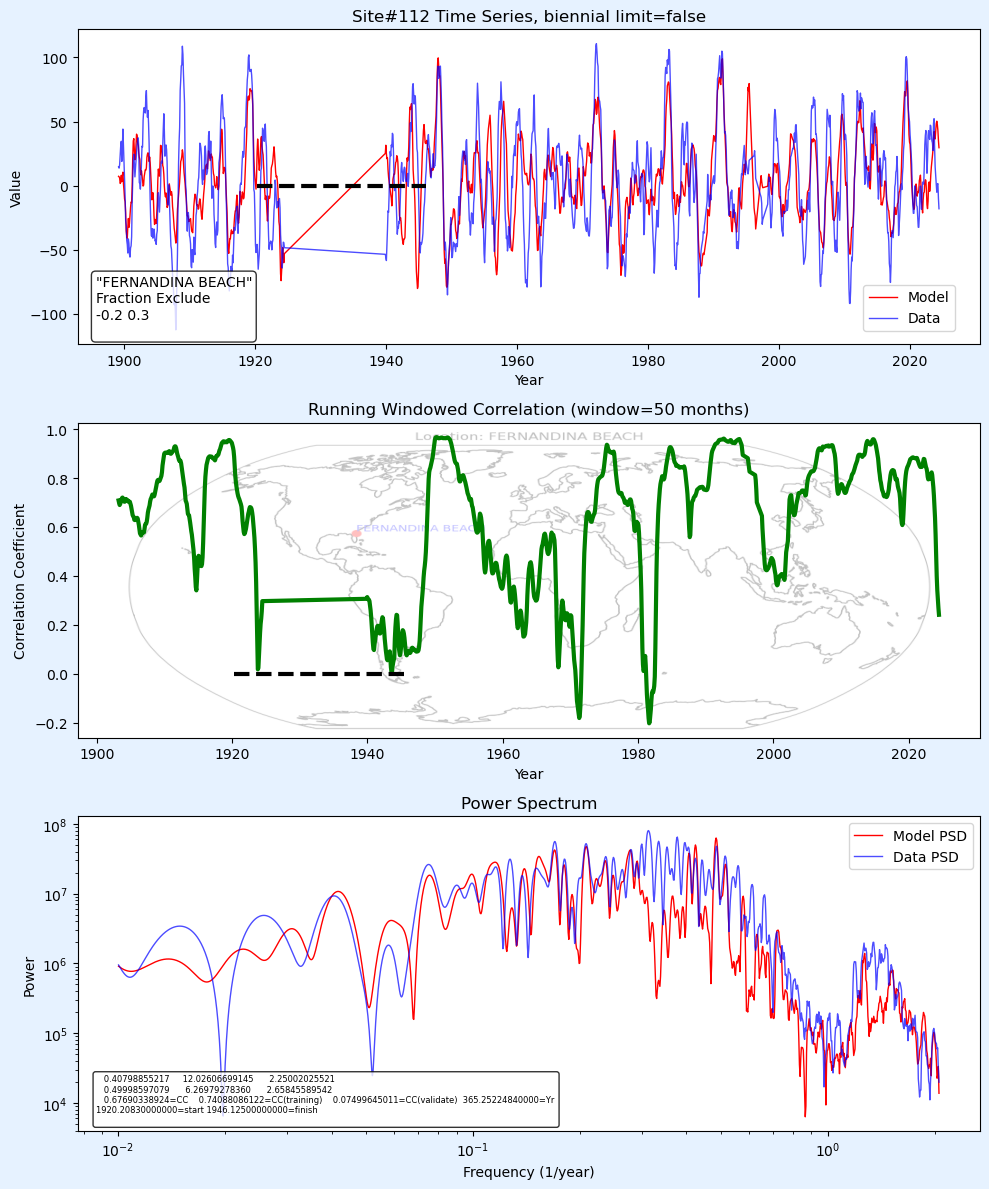 Site#112 Time Series, biennial limit=false
Value
100
50
0
−50
−100
"FERNANDINA BEACH"
Fraction Exclude
-0.2 0.3
Model
Data
1900
1920
1940
1960
1980
2000
2020
Year
Running Windowed Correlation (window=50 months)
Location: FERNANDINA BEACH
Correlation Coefficient
1.0
0.8
0.6
0.4
0.2
0.0
−0.2
FERNANDINA BEACH
1900
1920
1940
1960
1980
2000
2020
Year
Power Spectrum
Power
10^8
10^7
10^6
10^5
10^4
Model PSD
Data PSD
0.40798855217 12.02606699145 2.25002025521
0.49998597079 6.26979278360 2.65845589542
0.67690338924=CC 0.74088086122=CC(training) 0.07499645011=CC(validate) 365.25224840000=Yr
1920.20830000000=start 1946.12500000000=finish
10^−2
10^−1
10^0
Frequency (1/year)